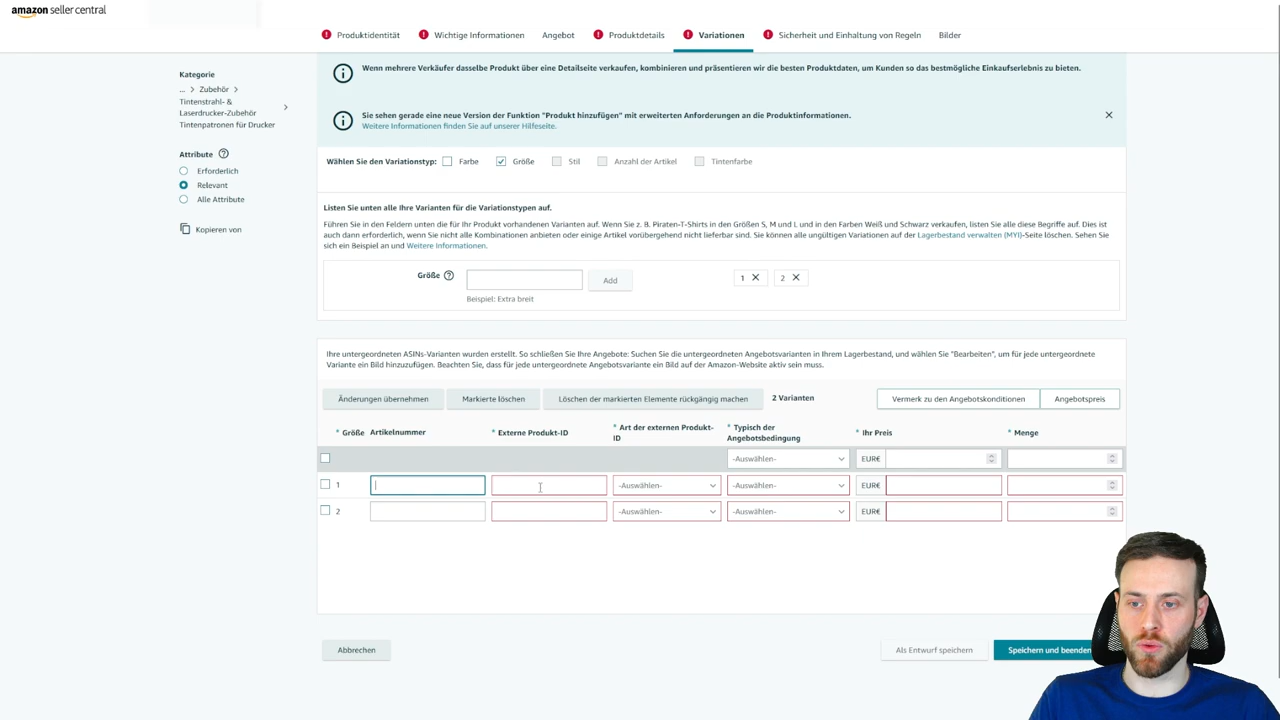 amazon seller central
Produktidentität
Wichtige Informationen
Angebot
Produktdetails
Variationen
Sicherheit und Einhaltung von Regeln
Bilder
Kategorie
... > Zubehör >
Tintenstrahl- &
Laserdrucker-Zubehör
Tintenpatronen für Drucker
Attribute
Erforderlich
Relevant
Alle Attribute
Kopieren von
Wenn mehrere Verkäufer dasselbe Produkt über eine Detailseite verkaufen, kombinieren und präsentieren wir die besten Produktdaten, um Kunden so das bestmögliche Einkaufserlebnis zu bieten.
Sie sehen gerade eine neue Version der Funktion "Produkt hinzufügen" mit erweiterten Anforderungen an die Produktinformationen.
Weitere Informationen finden Sie auf unserer Hilfeseite.
Wählen Sie den Variationstyp: Farbe Größe Stil Anzahl der Artikel Tintenfarbe
Listen Sie unten alle Ihre Varianten für die Variationstypen auf.
Führen Sie in den Feldern unten die für Ihr Produkt vorhandenen Varianten auf. Wenn Sie z. B. Piraten-T-Shirts in den Größen S, M und L und in den Farben Weiß und Schwarz verkaufen, listen Sie alle diese Begriffe auf. Dies ist
auch dann erforderlich, wenn Sie nicht alle Kombinationen anbieten oder einige Artikel vorübergehend nicht lieferbar sind. Sie können alle ungültigen Variationen auf der Lagerbestand verwalten (MYI)-Seite löschen. Sehen Sie
sich ein Beispiel an und Weitere Informationen.
Größe
Add
1
2
Beispiel: Extra breit
Ihre untergeordneten ASINs-Varianten wurden erstellt. So schließen Sie Ihre Angebote: Suchen Sie die untergeordneten Angebotsvarianten in Ihrem Lagerbestand, und wählen Sie "Bearbeiten", um für jede untergeordnete
Variante ein Bild hinzuzufügen. Beachten Sie, dass für jede untergeordnete Angebotsvariante ein Bild auf der Amazon-Website aktiv sein muss.
Änderungen übernehmen
Markierte löschen
Löschen der markierten Elemente rückgängig machen
2 Varianten
Vermerk zu den Angebotskonditionen
Angebotspreis
* Größe
Artikelnummer
* Externe Produkt-ID
* Art der externen Produkt-
ID
* Typisch der
Angebotsbedingung
* Ihr Preis
* Menge
-Auswählen- EUR€
1 -Auswählen- -Auswählen- EUR€
2 -Auswählen- -Auswählen- EUR€
Abbrechen
Als Entwurf speichern
Speichern und beenden